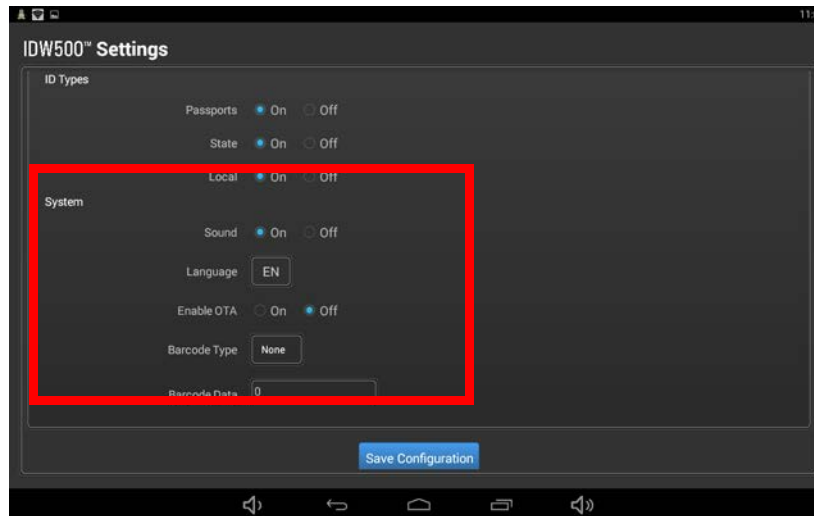 11:
IDW500™ Settings
ID Types
Passports On Off
State On Off
Local On Off
System
Sound On Off
Language EN
Enable OTA On Off
Barcode Type None
Barcode Data 0
Save Configuration